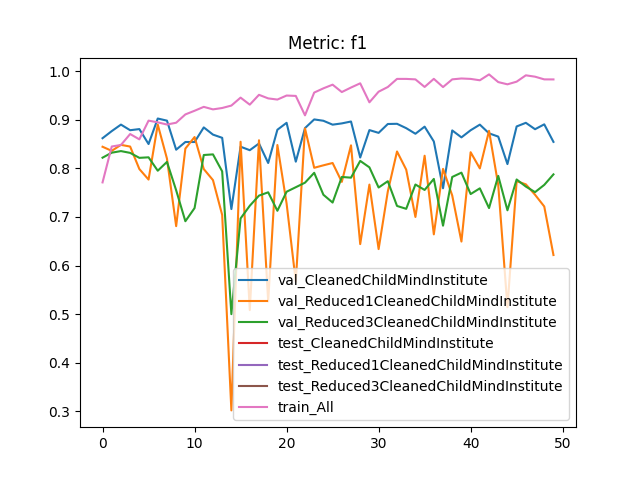 Metric: f1
1.0
0.9
0.8
0.7
0.6
0.5
0.4
0.3
val_CleanedChildMindInstitute
val_Reduced1CleanedChildMindInstitute
val_Reduced3CleanedChildMindInstitute
test_CleanedChildMindInstitute
test_Reduced1CleanedChildMindInstitute
test_Reduced3CleanedChildMindInstitute
train_All
0 10 20 30 40 50